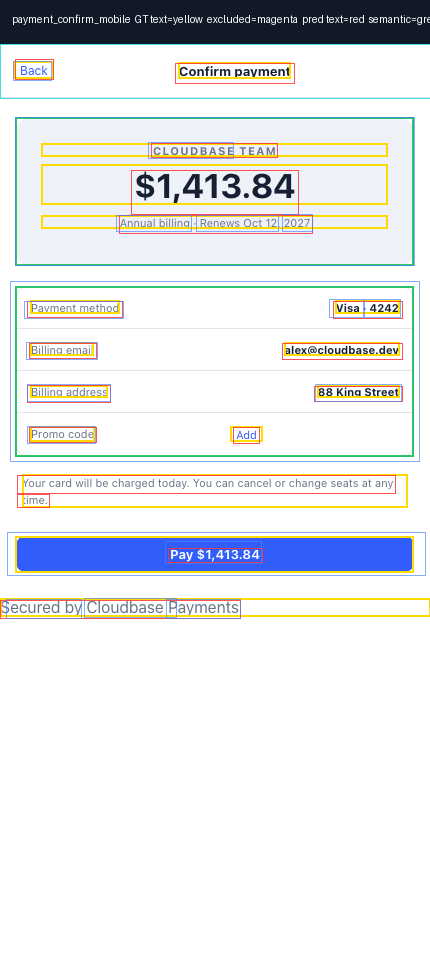 payment_confirm_mobile GT text=yellow excluded=magenta pred text=red semantic=gre
Back
Confirm payment
CLOUDBASE TEAM
$1,413.84
Annual billing · Renews Oct 12, 2027
Payment method
Visa · 4242
Billing email
alex@cloudbase.dev
Billing address
88 King Street
Promo code
Add
Your card will be charged today. You can cancel or change seats at any
time.
Pay $1,413.84
Secured by Cloudbase Payments